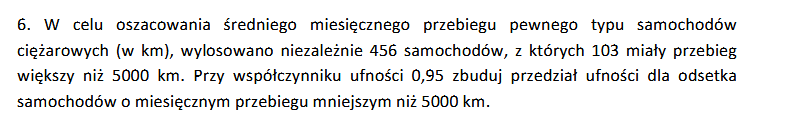 6. W celu oszacowania średniego miesięcznego przebiegu pewnego typu samochodów
ciężarowych (w km), wylosowano niezależnie 456 samochodów, z których 103 miały przebieg
większy niż 5000 km. Przy współczynniku ufności 0,95 zbuduj przedział ufności dla odsetka
samochodów o miesięcznym przebiegu mniejszym niż 5000 km.